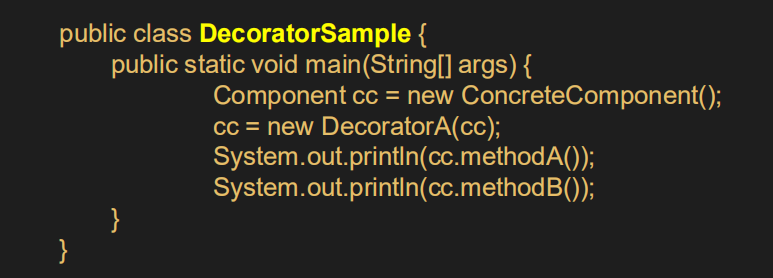 public class DecoratorSample {
public static void main(String[] args) {
Component cc = new ConcreteComponent();
cc = new DecoratorA(cc);
System.out.println(cc.methodA());
System.out.println(cc.methodB());
}
}